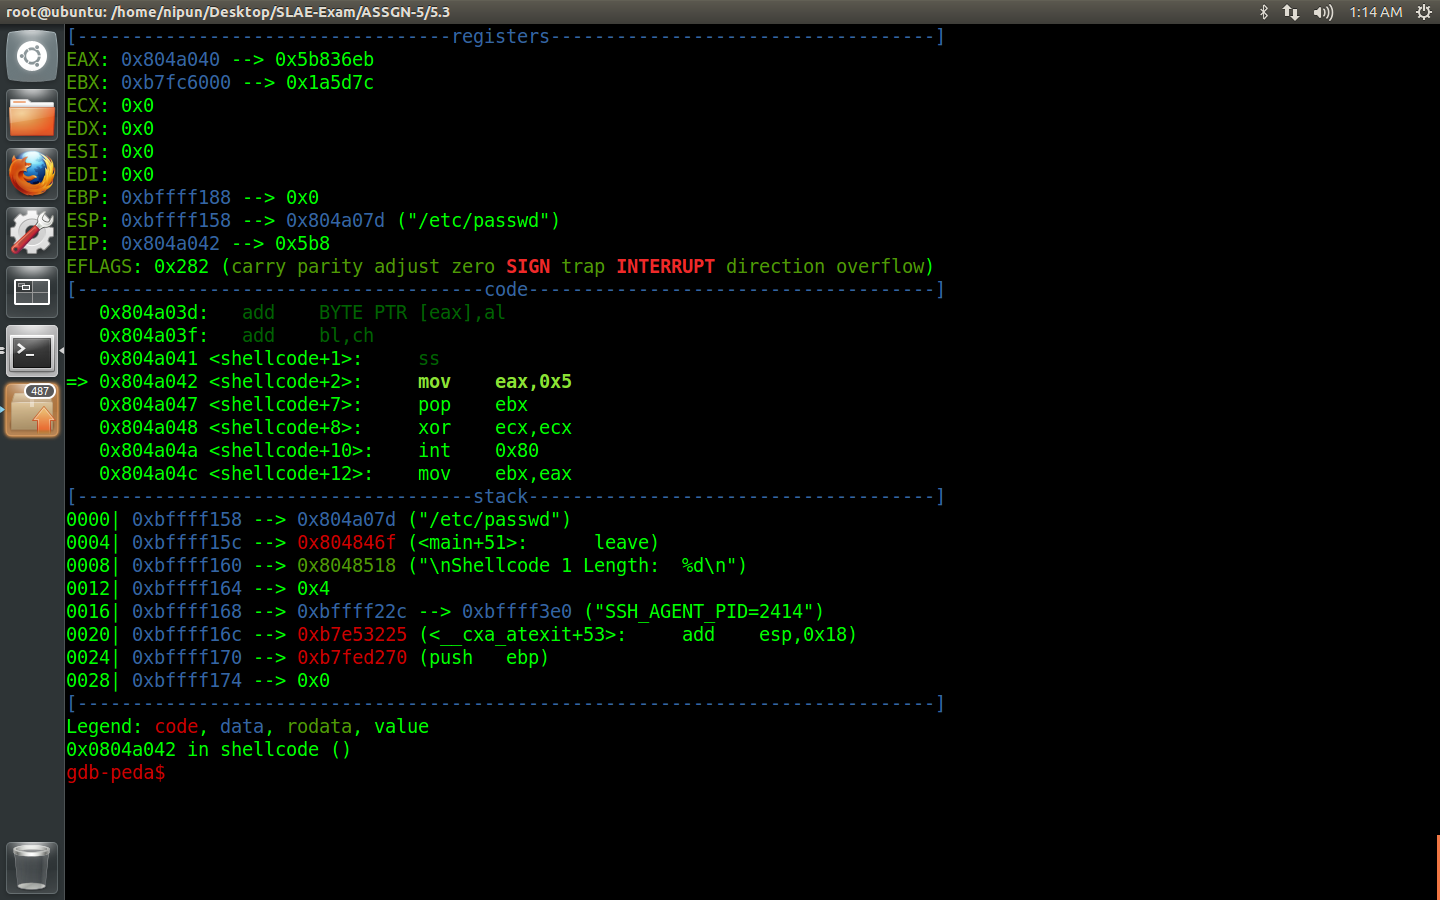 root@ubuntu: /home/nipun/Desktop/SLAE-Exam/ASSGN-5/5.3 1:14 AM
[----------------------------------registers-----------------------------------]
EAX: 0x804a040 --> 0x5b836eb
EBX: 0xb7fc6000 --> 0x1a5d7c
ECX: 0x0
EDX: 0x0
ESI: 0x0
EDI: 0x0
EBP: 0xbffff188 --> 0x0
ESP: 0xbffff158 --> 0x804a07d ("/etc/passwd")
EIP: 0x804a042 --> 0x5b8
EFLAGS: 0x282 (carry parity adjust zero SIGN trap INTERRUPT direction overflow)
[-------------------------------------code-------------------------------------]
0x804a03d: add BYTE PTR [eax],al
0x804a03f: add bl,ch
0x804a041 <shellcode+1>: ss
=> 0x804a042 <shellcode+2>: mov eax,0x5
0x804a047 <shellcode+7>: pop ebx
0x804a048 <shellcode+8>: xor ecx,ecx
0x804a04a <shellcode+10>: int 0x80
0x804a04c <shellcode+12>: mov ebx,eax
[------------------------------------stack-------------------------------------]
0000| 0xbffff158 --> 0x804a07d ("/etc/passwd")
0004| 0xbffff15c --> 0x804846f (<main+51>: leave)
0008| 0xbffff160 --> 0x8048518 ("\nShellcode 1 Length:  %d\n")
0012| 0xbffff164 --> 0x4
0016| 0xbffff168 --> 0xbffff22c --> 0xbffff3e0 ("SSH_AGENT_PID=2414")
0020| 0xbffff16c --> 0xb7e53225 (<__cxa_atexit+53>: add esp,0x18)
0024| 0xbffff170 --> 0xb7fed270 (push ebp)
0028| 0xbffff174 --> 0x0
[------------------------------------------------------------------------------]
Legend: code, data, rodata, value
0x0804a042 in shellcode ()
gdb-peda$
487